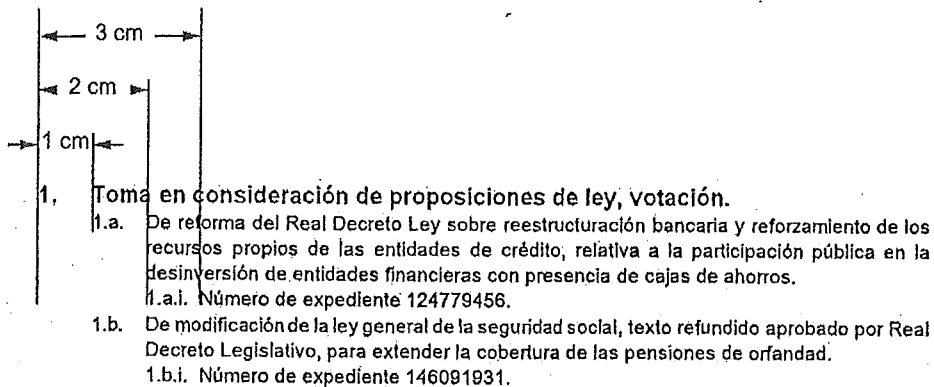 3 cm
2 cm
1 cm
1. Toma en consideración de proposiciones de ley, votación.
1.a. De reforma del Real Decreto Ley sobre reestructuración bancaria y reforzamiento de los
recursos propios de las entidades de crédito, relativa a la participación pública en la
desinversión de entidades financieras con presencia de cajas de ahorros.
1.a.i. Número de expediente 124779456.
1.b. De modificación de la ley general de la seguridad social, texto refundido aprobado por Real
Decreto Legislativo, para extender la cobertura de las pensiones de orfandad.
1.b.i. Número de expediente 146091931.